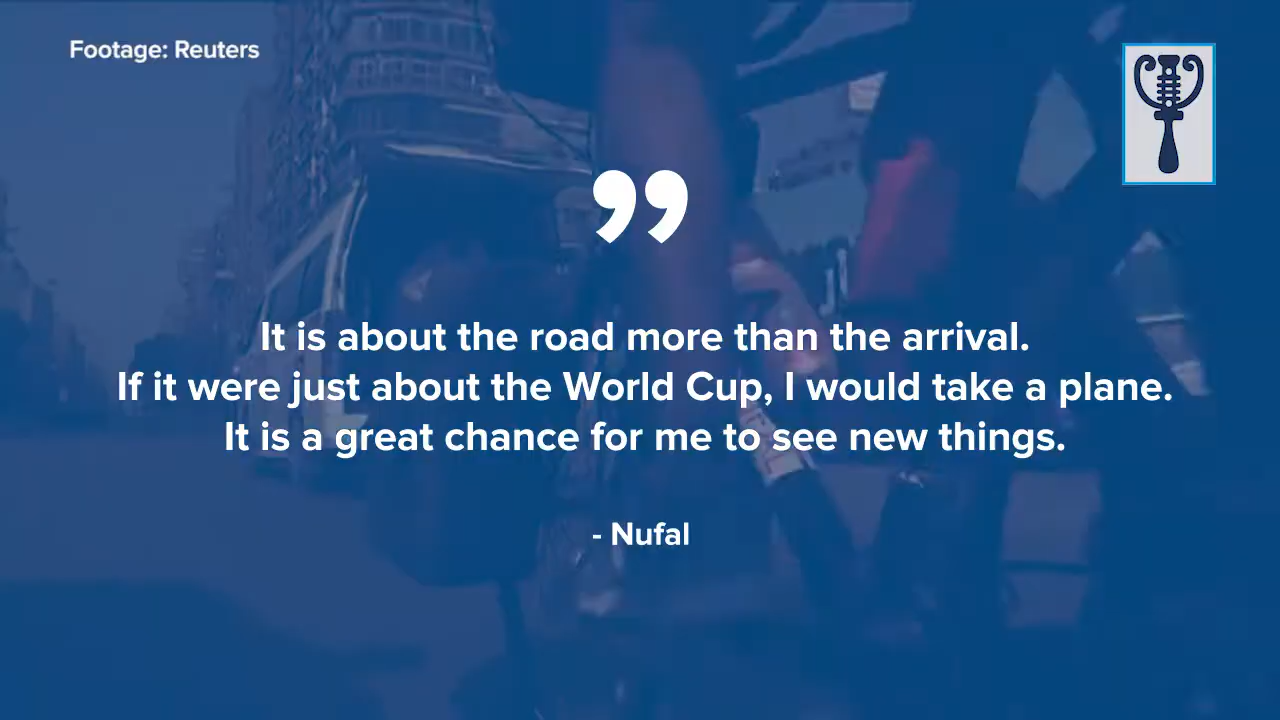 Footage: Reuters
”
It is about the road more than the arrival.
If it were just about the World Cup, I would take a plane.
It is a great chance for me to see new things.
- Nufal